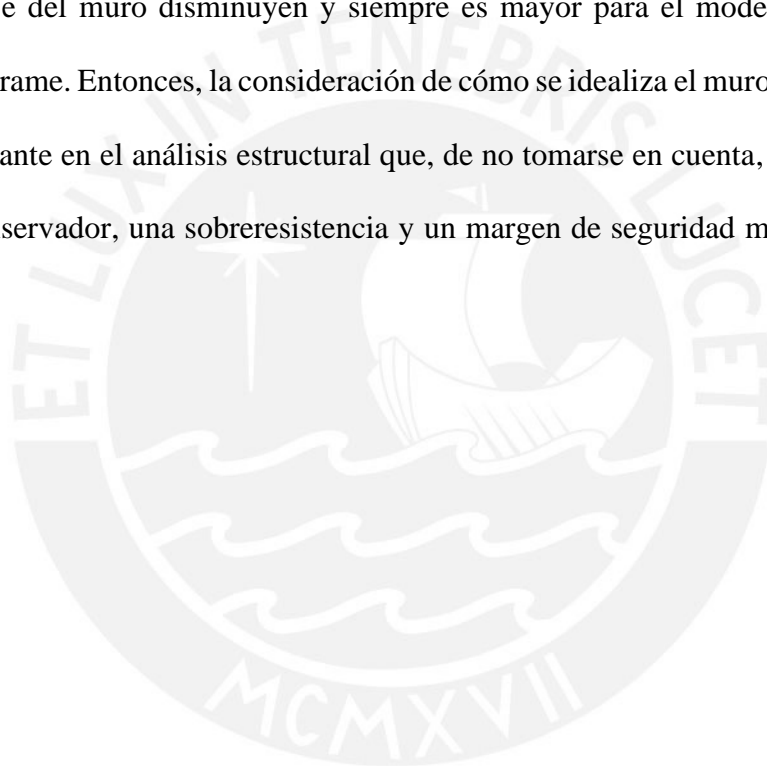 e del muro disminuyen y siempre es mayor para el mode
rame. Entonces, la consideración de cómo se idealiza el muro
ante en el análisis estructural que, de no tomarse en cuenta,
servador, una sobreresistencia y un margen de seguridad m
ET LUX IN TENEBRIS LUCET
MCMXVII